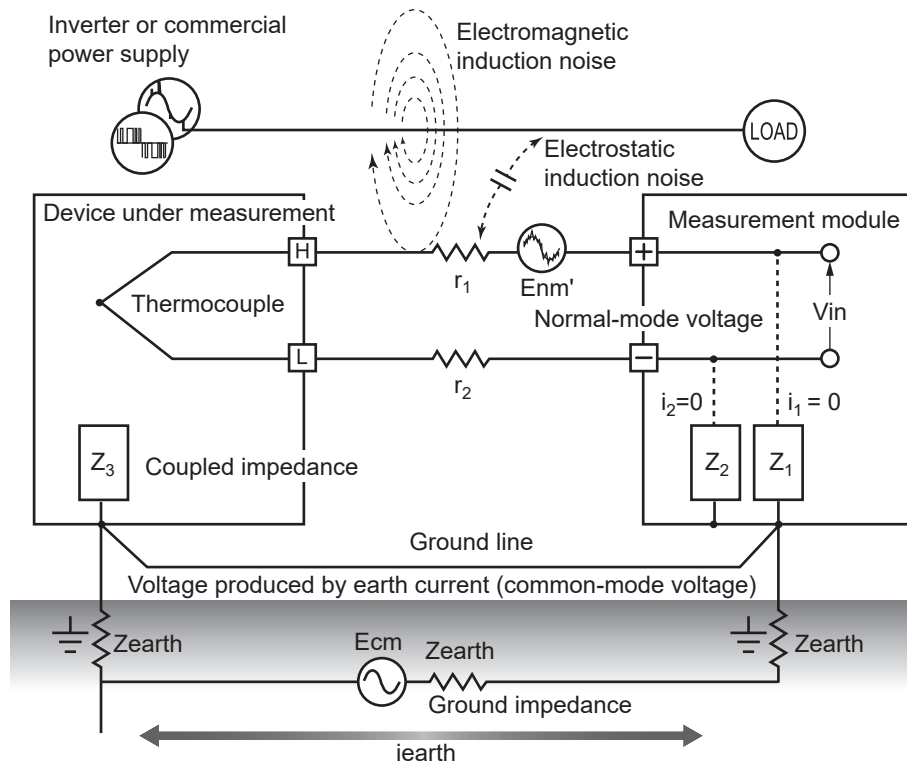 Inverter or commercial
power supply
Electromagnetic
induction noise
LOAD
Electrostatic
induction noise
Device under measurement
Measurement module
H
+
r1
Enm'
Thermocouple
Normal-mode voltage
Vin
L
−
r2
i2=0
i1 = 0
Z3
Coupled impedance
Z2
Z1
Ground line
Voltage produced by earth current (common-mode voltage)
Zearth
Ecm
Zearth
Zearth
Ground impedance
iearth